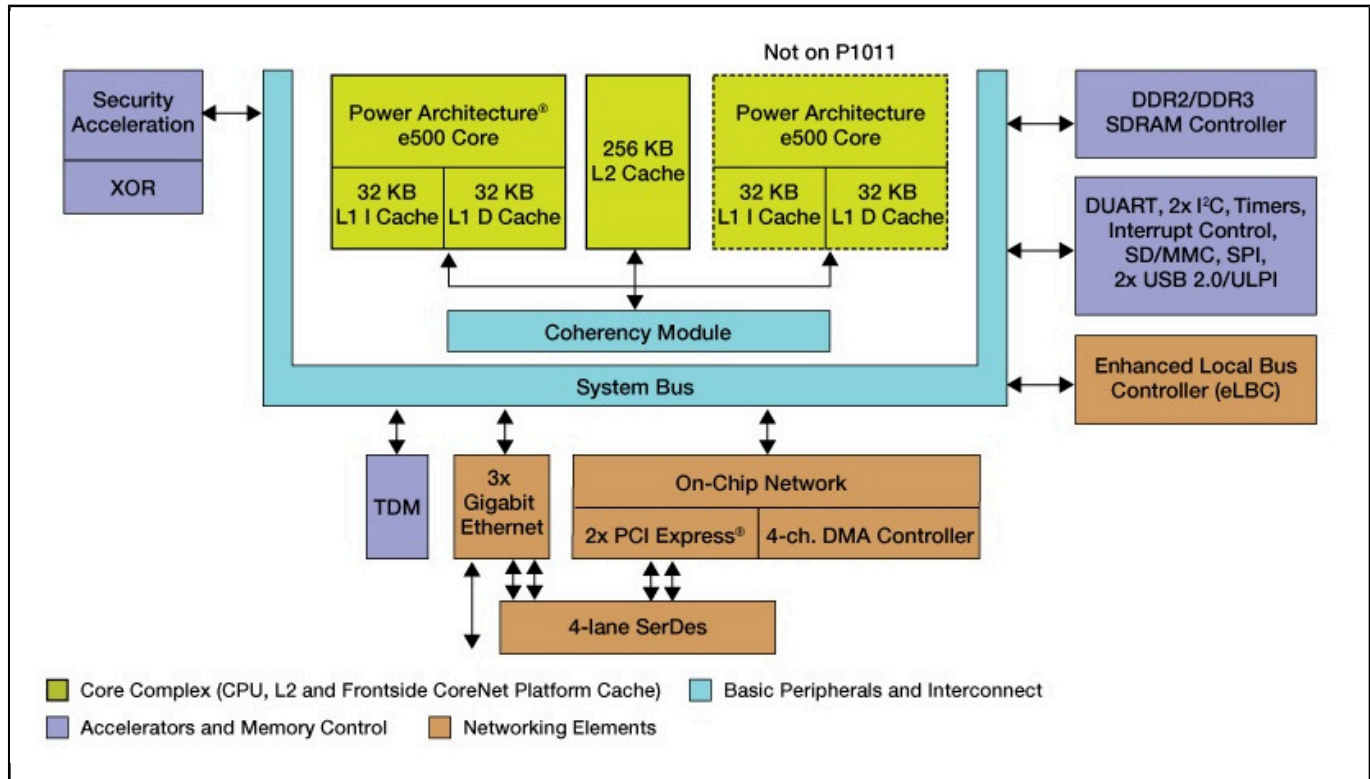 Not on P1011
Security
Acceleration
XOR
Power Architecture®
e500 Core
32 KB
L1 I Cache
32 KB
L1 D Cache
256 KB
L2 Cache
Power Architecture
e500 Core
32 KB
L1 I Cache
32 KB
L1 D Cache
DDR2/DDR3
SDRAM Controller
DUART, 2x I²C, Timers,
Interrupt Control,
SD/MMC, SPI,
2x USB 2.0/ULPI
Coherency Module
System Bus
Enhanced Local Bus
Controller (eLBC)
TDM
3x
Gigabit
Ethernet
On-Chip Network
2x PCI Express®
4-ch. DMA Controller
4-lane SerDes
Core Complex (CPU, L2 and Frontside CoreNet Platform Cache)
Basic Peripherals and Interconnect
Accelerators and Memory Control
Networking Elements